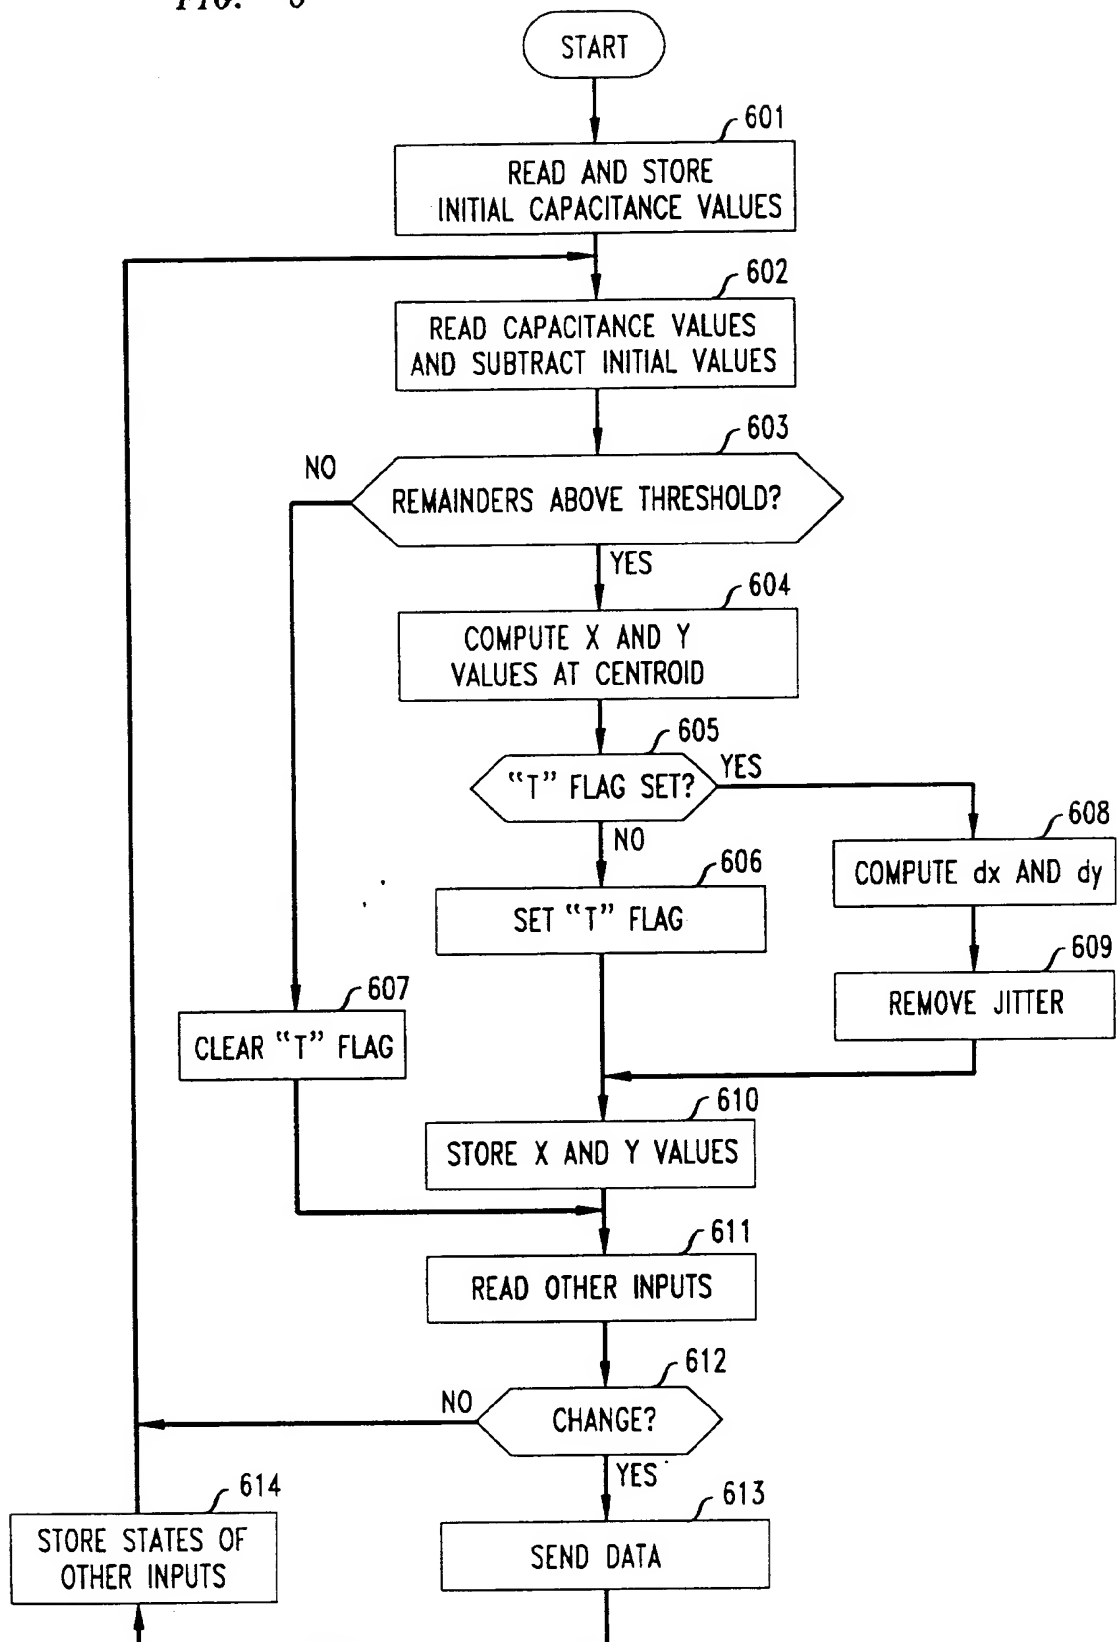 START
601
READ AND STORE
INITIAL CAPACITANCE VALUES
602
READ CAPACITANCE VALUES
AND SUBTRACT INITIAL VALUES
603
NO
REMAINDERS ABOVE THRESHOLD?
YES
604
COMPUTE X AND Y
VALUES AT CENTROID
605
"T" FLAG SET?
YES
NO
608
COMPUTE dx AND dy
606
SET "T" FLAG
609
REMOVE JITTER
607
CLEAR "T" FLAG
610
STORE X AND Y VALUES
611
READ OTHER INPUTS
612
NO
CHANGE?
YES
614
STORE STATES OF
OTHER INPUTS
613
SEND DATA